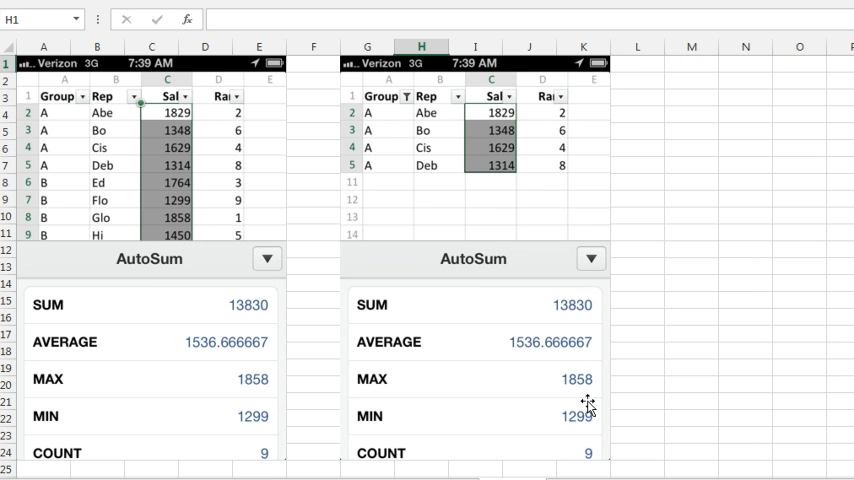 H1
fx
A B C D E F G H I J K L M N O
1 Verizon 3G 7:39 AM Verizon 3G 7:39 AM
2 A B C D E A B C D E
3 1 Group Rep Sal Ra 1 Group Rep Sal Ra
4 2 A Abe 1829 2 2 A Abe 1829 2
5 3 A Bo 1348 6 3 A Bo 1348 6
6 4 A Cis 1629 4 4 A Cis 1629 4
7 5 A Deb 1314 8 5 A Deb 1314 8
8 6 B Ed 1764 3 11
9 7 B Flo 1299 9 12
10 8 B Glo 1858 1 13
11 9 B Hi 1450 5 14
12 AutoSum AutoSum
13
14
15 SUM 13830 SUM 13830
16
17 AVERAGE 1536.666667 AVERAGE 1536.666667
18
19 MAX 1858 MAX 1858
20
21
22 MIN 1299 MIN 1299
23
24 COUNT 9 COUNT 9
25